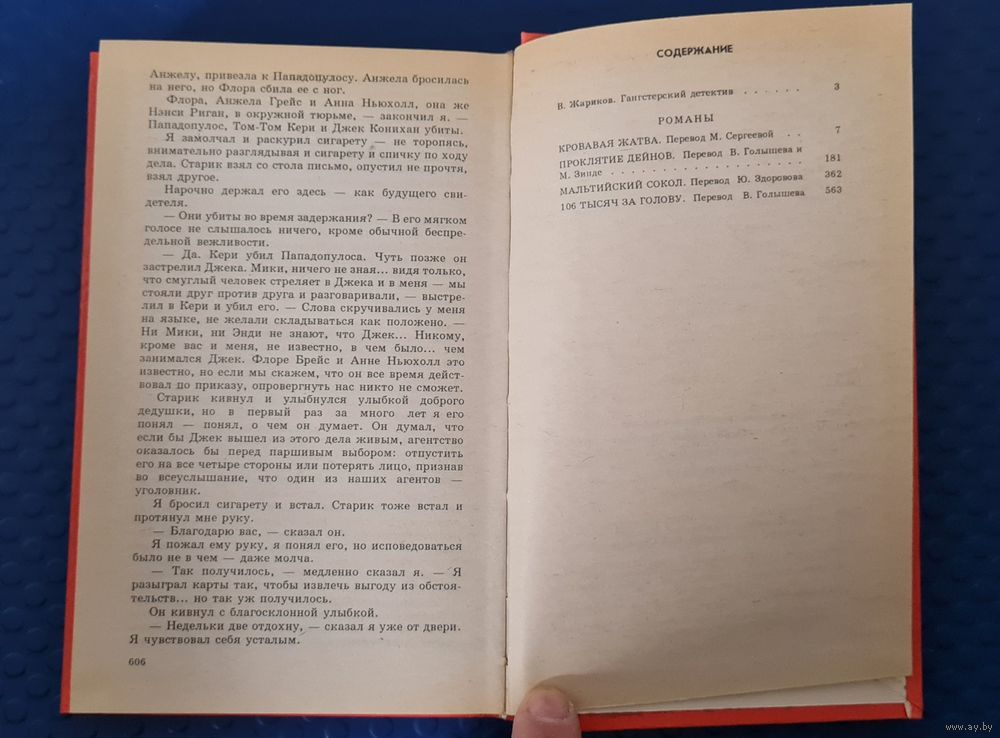 Анжелу, привезла к Пападопулосу. Анжела бросилась
на него, но Флора сбила ее с ног.
Флора, Анжела Грейс и Анна Ньюхолл, она же
Нэнси Риган, в окружной тюрьме, — закончил я. —
Пападопулос, Том-Том Кери и Джек Конихан убиты.
Я замолчал и раскурил сигарету — не торопясь,
внимательно разглядывая и сигарету и спичку по ходу
дела. Старик взял со стола письмо, опустил не прочтя,
взял другое.
Нарочно держал его здесь — как будущего сви-
детеля.
— Они убиты во время задержания? — В его мягком
голосе не слышалось ничего, кроме обычной беспре-
дельной вежливости.
— Да. Кери убил Пападопулоса. Чуть позже он
застрелил Джека. Мики, ничего не зная... видя только,
что смуглый человек стреляет в Джека и в меня — мы
стояли друг против друга и разговаривали, — выстре-
лил в Кери и убил его. — Слова скручивались у меня
на языке, не желали складываться как положено. —
Ни Мики, ни Энди не знают, что Джек... Никому,
кроме вас и меня, не известно, в чем было... чем
занимался Джек. Флоре Брейс и Анне Ньюхолл это
известно, но если мы скажем, что он все время дейст-
вовал по приказу, опровергнуть нас никто не сможет.
Старик кивнул и улыбнулся улыбкой доброго
дедушки, но в первый раз за много лет я его
понял — понял, о чем он думает. Он думал, что
если бы Джек вышел из этого дела живым, агентство
оказалось бы перед паршивым выбором: отпустить
его на все четыре стороны или потерять лицо, признав
во всеуслышание, что один из наших агентов —
уголовник.
Я бросил сигарету и встал. Старик тоже встал и
протянул мне руку.
— Благодарю вас, — сказал он.
Я пожал ему руку, я понял его, но исповедоваться
было не в чем — даже молча.
— Так получилось, — медленно сказал я. — Я
разыграл карты так, чтобы извлечь выгоду из обстоя-
тельств... но так уж получилось.
Он кивнул с благосклонной улыбкой.
— Недельки две отдохну, — сказал я уже от двери.
Я чувствовал себя усталым.
606
СОДЕРЖАНИЕ
В. Жариков. Гангстерский детектив . . . . . . 3
РОМАНЫ
КРОВАВАЯ ЖАТВА. Перевод М. Сергеевой . . 7
ПРОКЛЯТИЕ ДЕЙНОВ. Перевод В. Голышева и
М. Зинде . . . . . . . . . . . . . . 181
МАЛЬТИЙСКИЙ СОКОЛ. Перевод Ю. Здоровова 362
106 ТЫСЯЧ ЗА ГОЛОВУ. Перевод В. Голышева 563
www.ay.by